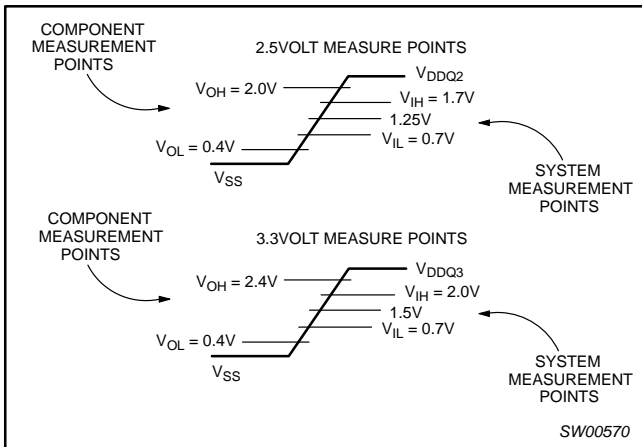 COMPONENT
MEASUREMENT
POINTS
2.5VOLT MEASURE POINTS
VOH = 2.0V
VDDQ2
VIH = 1.7V
1.25V
VIL = 0.7V
VOL = 0.4V
VSS
SYSTEM
MEASUREMENT
POINTS
COMPONENT
MEASUREMENT
POINTS
3.3VOLT MEASURE POINTS
VOH = 2.4V
VDDQ3
VIH = 2.0V
1.5V
VIL = 0.7V
VOL = 0.4V
VSS
SYSTEM
MEASUREMENT
POINTS
SW00570